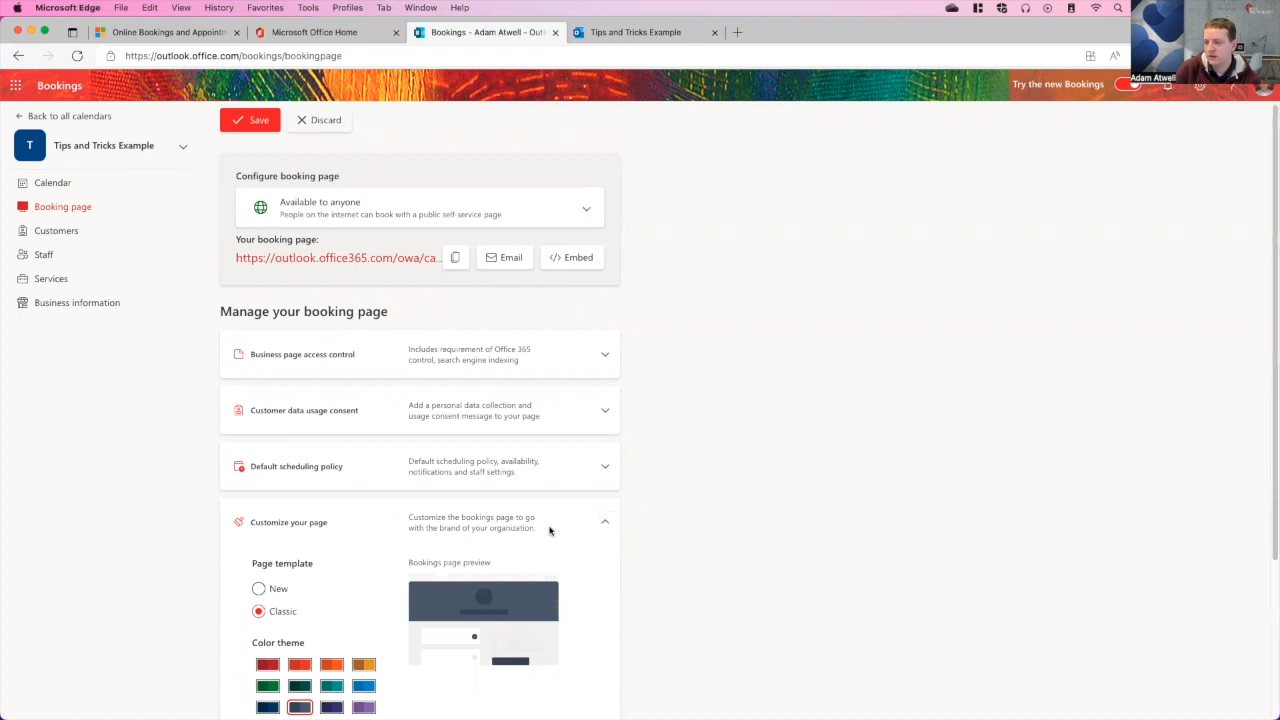 Microsoft Edge File Edit View History Favorites Tools Profiles Tab Window Help
Online Bookings and Appointm
Microsoft Office Home
Bookings - Adam Atwell - Outl
Tips and Tricks Example
https://outlook.office.com/bookings/bookingpage
Adam Atwell
Bookings
Try the new Bookings
Back to all calendars
T
Tips and Tricks Example
Calendar
Booking page
Customers
Staff
Services
Business information
Save
Discard
Configure booking page
Available to anyone
People on the internet can book with a public self-service page
Your booking page:
https://outlook.office365.com/owa/ca...
Email
Embed
Manage your booking page
Business page access control
Includes requirement of Office 365
control, search engine indexing
Customer data usage consent
Add a personal data collection and
usage consent message to your page
Default scheduling policy
Default scheduling policy, availability,
notifications and staff settings
Customize your page
Customize the bookings page to go
with the brand of your organization.
Page template
New
Classic
Bookings page preview
Color theme